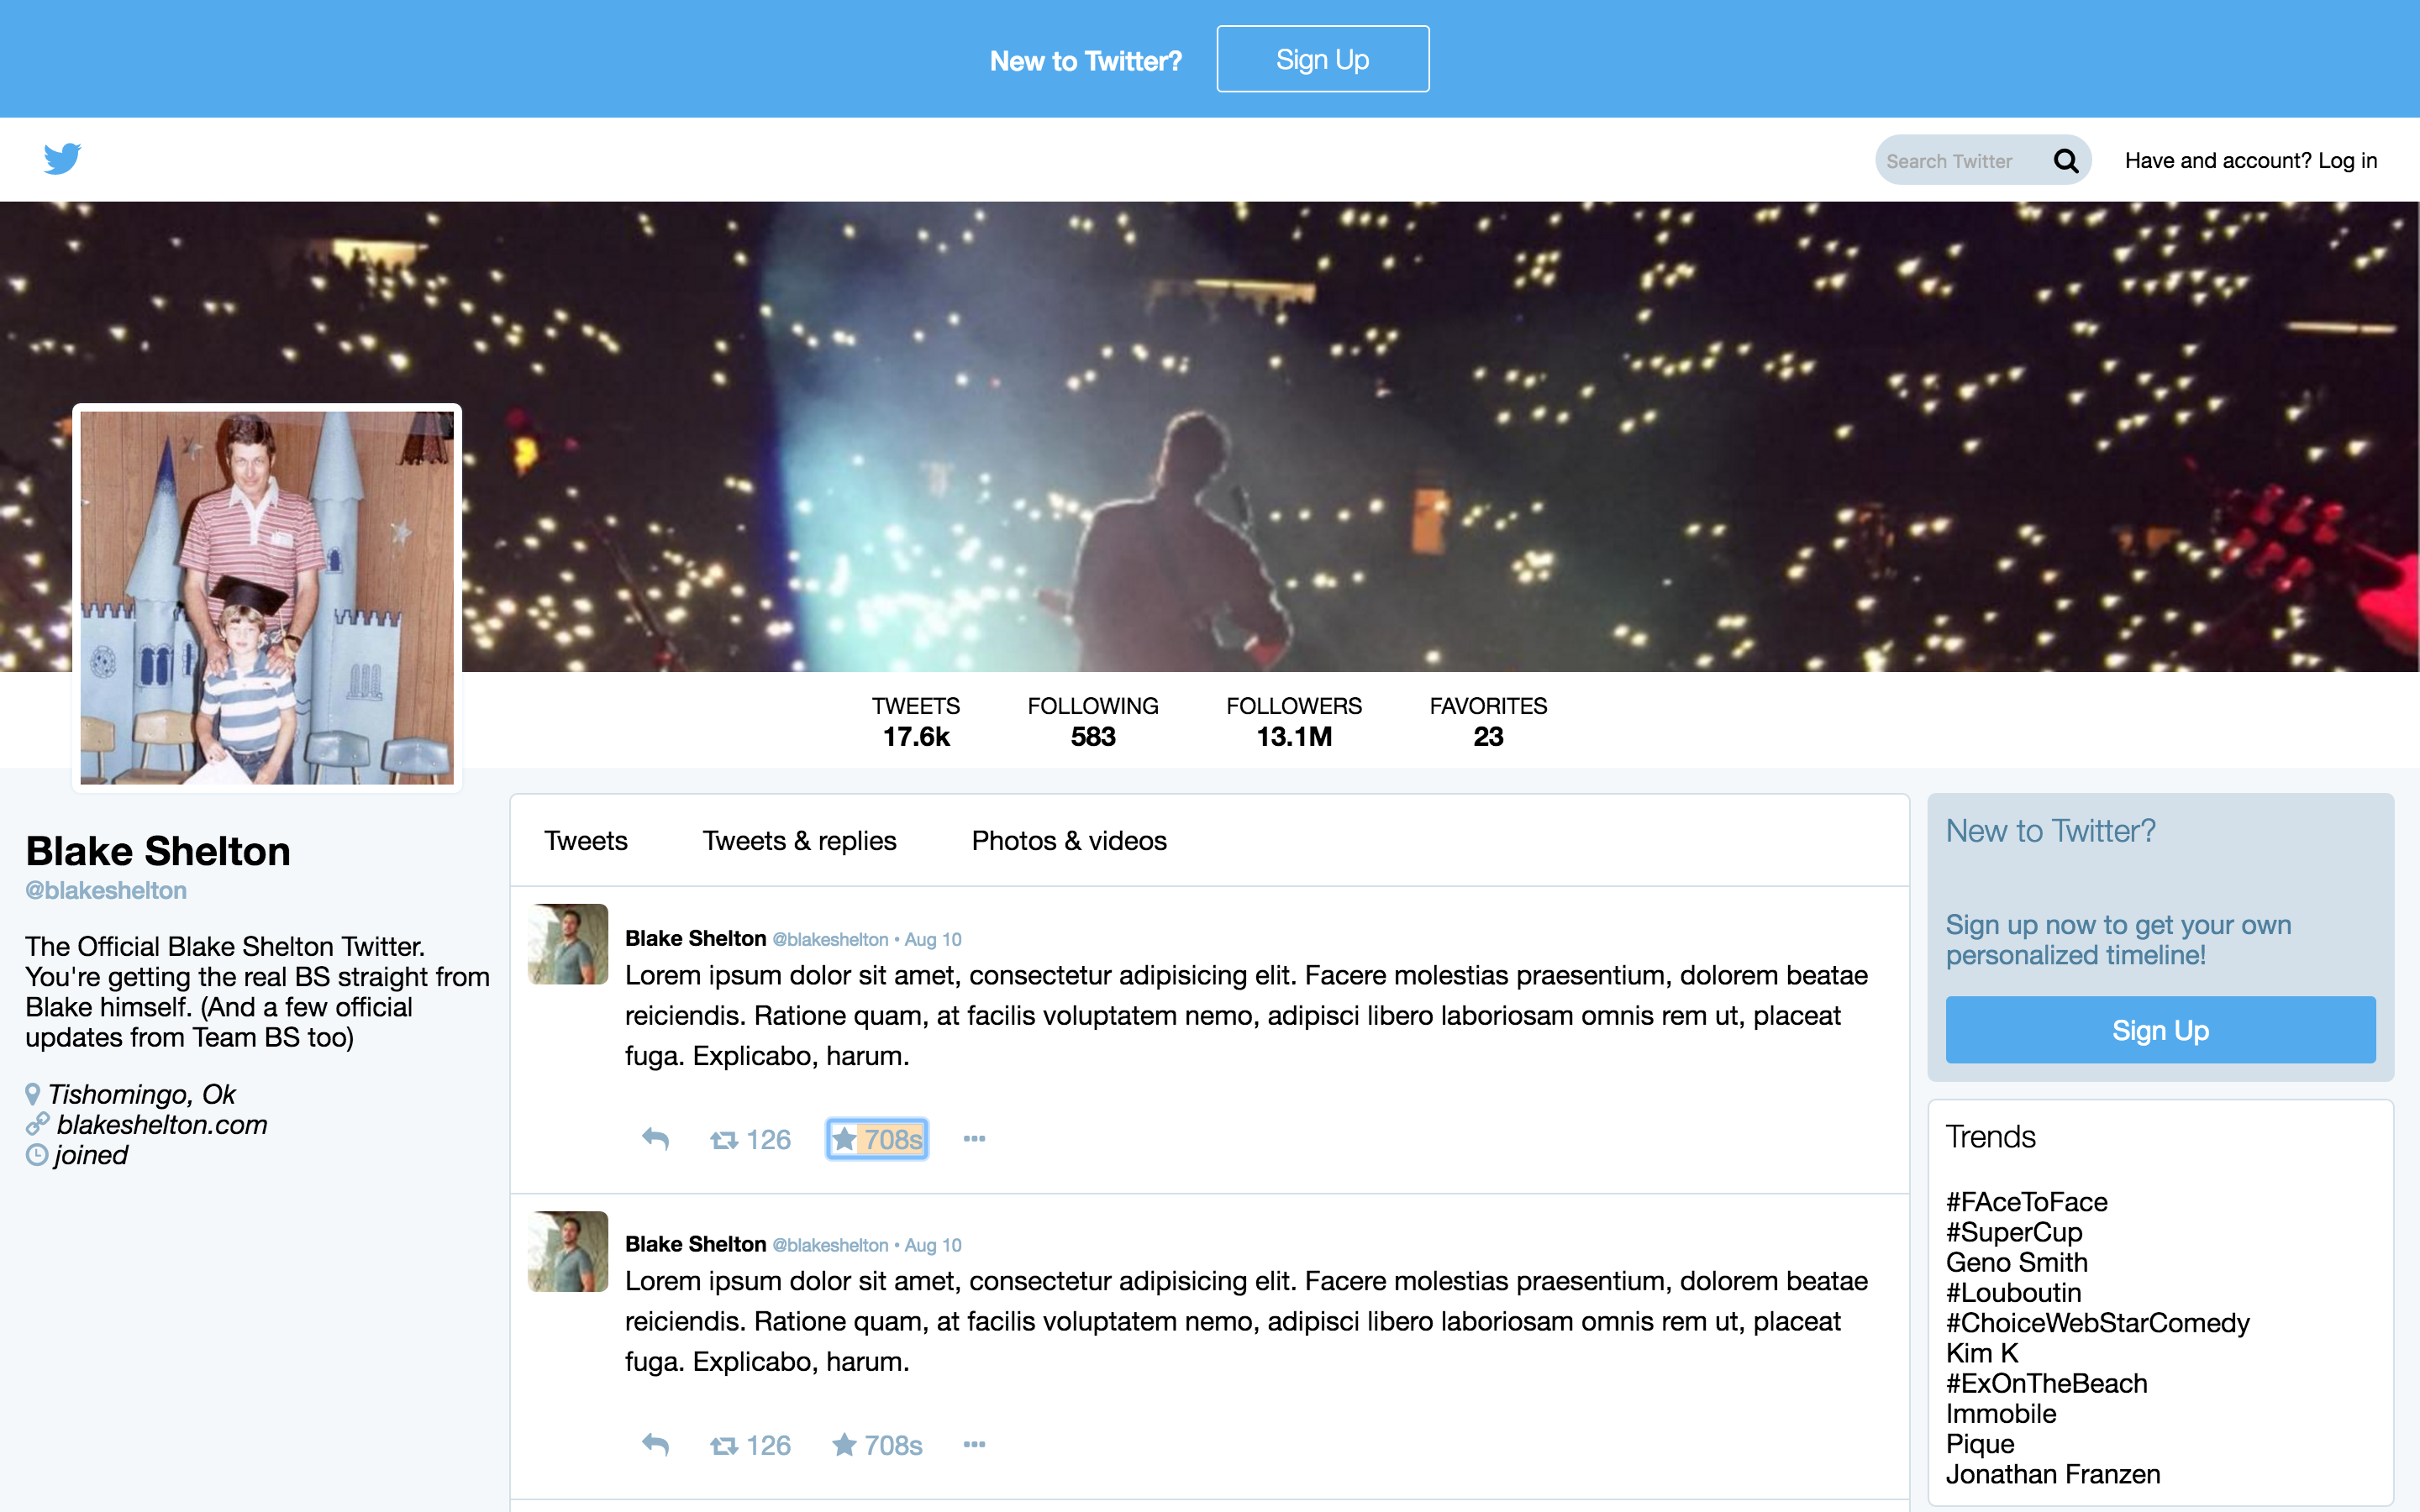 New to Twitter? Sign Up
Search Twitter Have and account? Log in
TWEETS FOLLOWING FOLLOWERS FAVORITES
17.6k 583 13.1M 23
Blake Shelton
@blakeshelton
The Official Blake Shelton Twitter.
You're getting the real BS straight from
Blake himself. (And a few official
updates from Team BS too)
Tishomingo, Ok
blakeshelton.com
joined
Tweets Tweets & replies Photos & videos
Blake Shelton @blakeshelton • Aug 10
Lorem ipsum dolor sit amet, consectetur adipisicing elit. Facere molestias praesentium, dolorem beatae
reiciendis. Ratione quam, at facilis voluptatem nemo, adipisci libero laboriosam omnis rem ut, placeat
fuga. Explicabo, harum.
126 708s
Blake Shelton @blakeshelton • Aug 10
Lorem ipsum dolor sit amet, consectetur adipisicing elit. Facere molestias praesentium, dolorem beatae
reiciendis. Ratione quam, at facilis voluptatem nemo, adipisci libero laboriosam omnis rem ut, placeat
fuga. Explicabo, harum.
126 708s
New to Twitter?
Sign up now to get your own
personalized timeline!
Sign Up
Trends
#FAceToFace
#SuperCup
Geno Smith
#Louboutin
#ChoiceWebStarComedy
Kim K
#ExOnTheBeach
Immobile
Pique
Jonathan Franzen